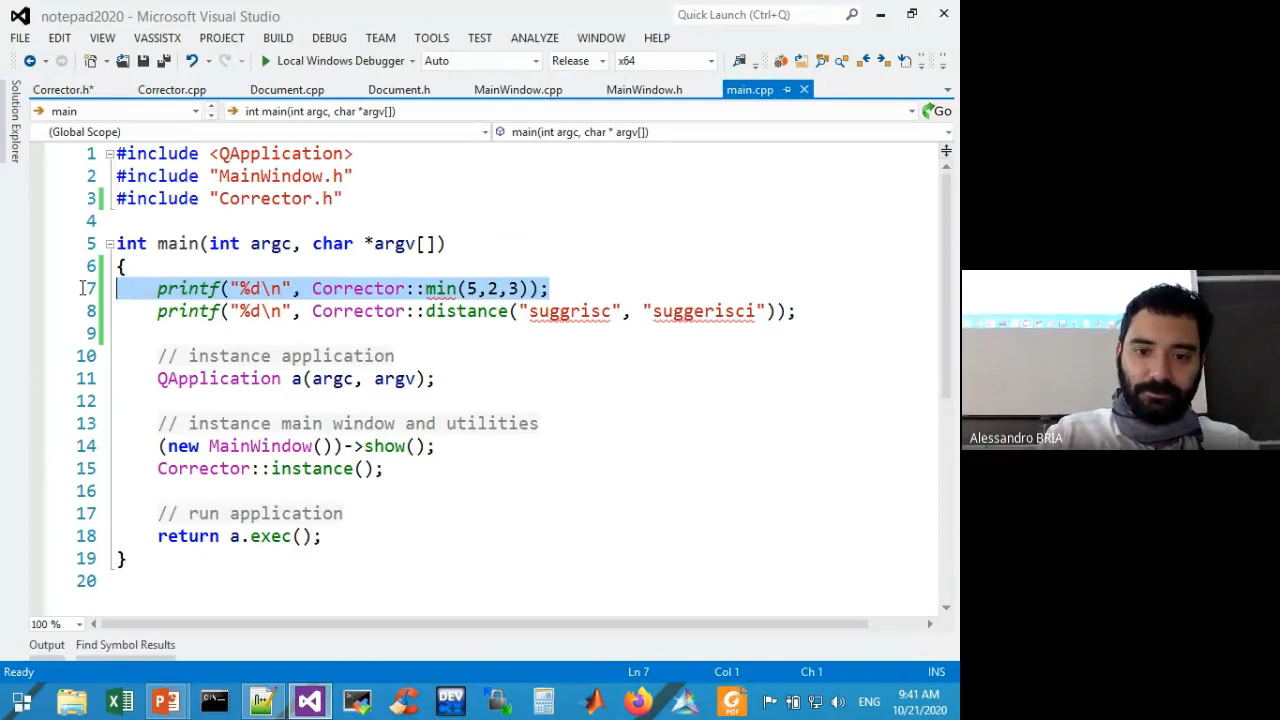 notepad2020 - Microsoft Visual Studio
Quick Launch (Ctrl+Q)
FILE EDIT VIEW VASSISTX PROJECT BUILD DEBUG TEAM TOOLS TEST ANALYZE WINDOW HELP
Local Windows Debugger Auto Release x64
Solution Explorer
Corrector.h* Corrector.cpp Document.cpp Document.h MainWindow.cpp MainWindow.h main.cpp
main int main(int argc, char *argv[]) Go
(Global Scope) main(int argc, char * argv[])
1 #include <QApplication>
2 #include "MainWindow.h"
3 #include "Corrector.h"
4
5 int main(int argc, char *argv[])
6 {
7 printf("%d\n", Corrector::min(5,2,3));
8 printf("%d\n", Corrector::distance("suggrisc", "suggerisci"));
9
10 // instance application
11 QApplication a(argc, argv);
12
13 // instance main window and utilities
14 (new MainWindow())->show();
15 Corrector::instance();
16
17 // run application
18 return a.exec();
19 }
20
100 %
Output Find Symbol Results
Ready Ln 7 Col 1 Ch 1 INS
DEV PDF ENG 9:41 AM
10/21/2020
Alessandro BRIA